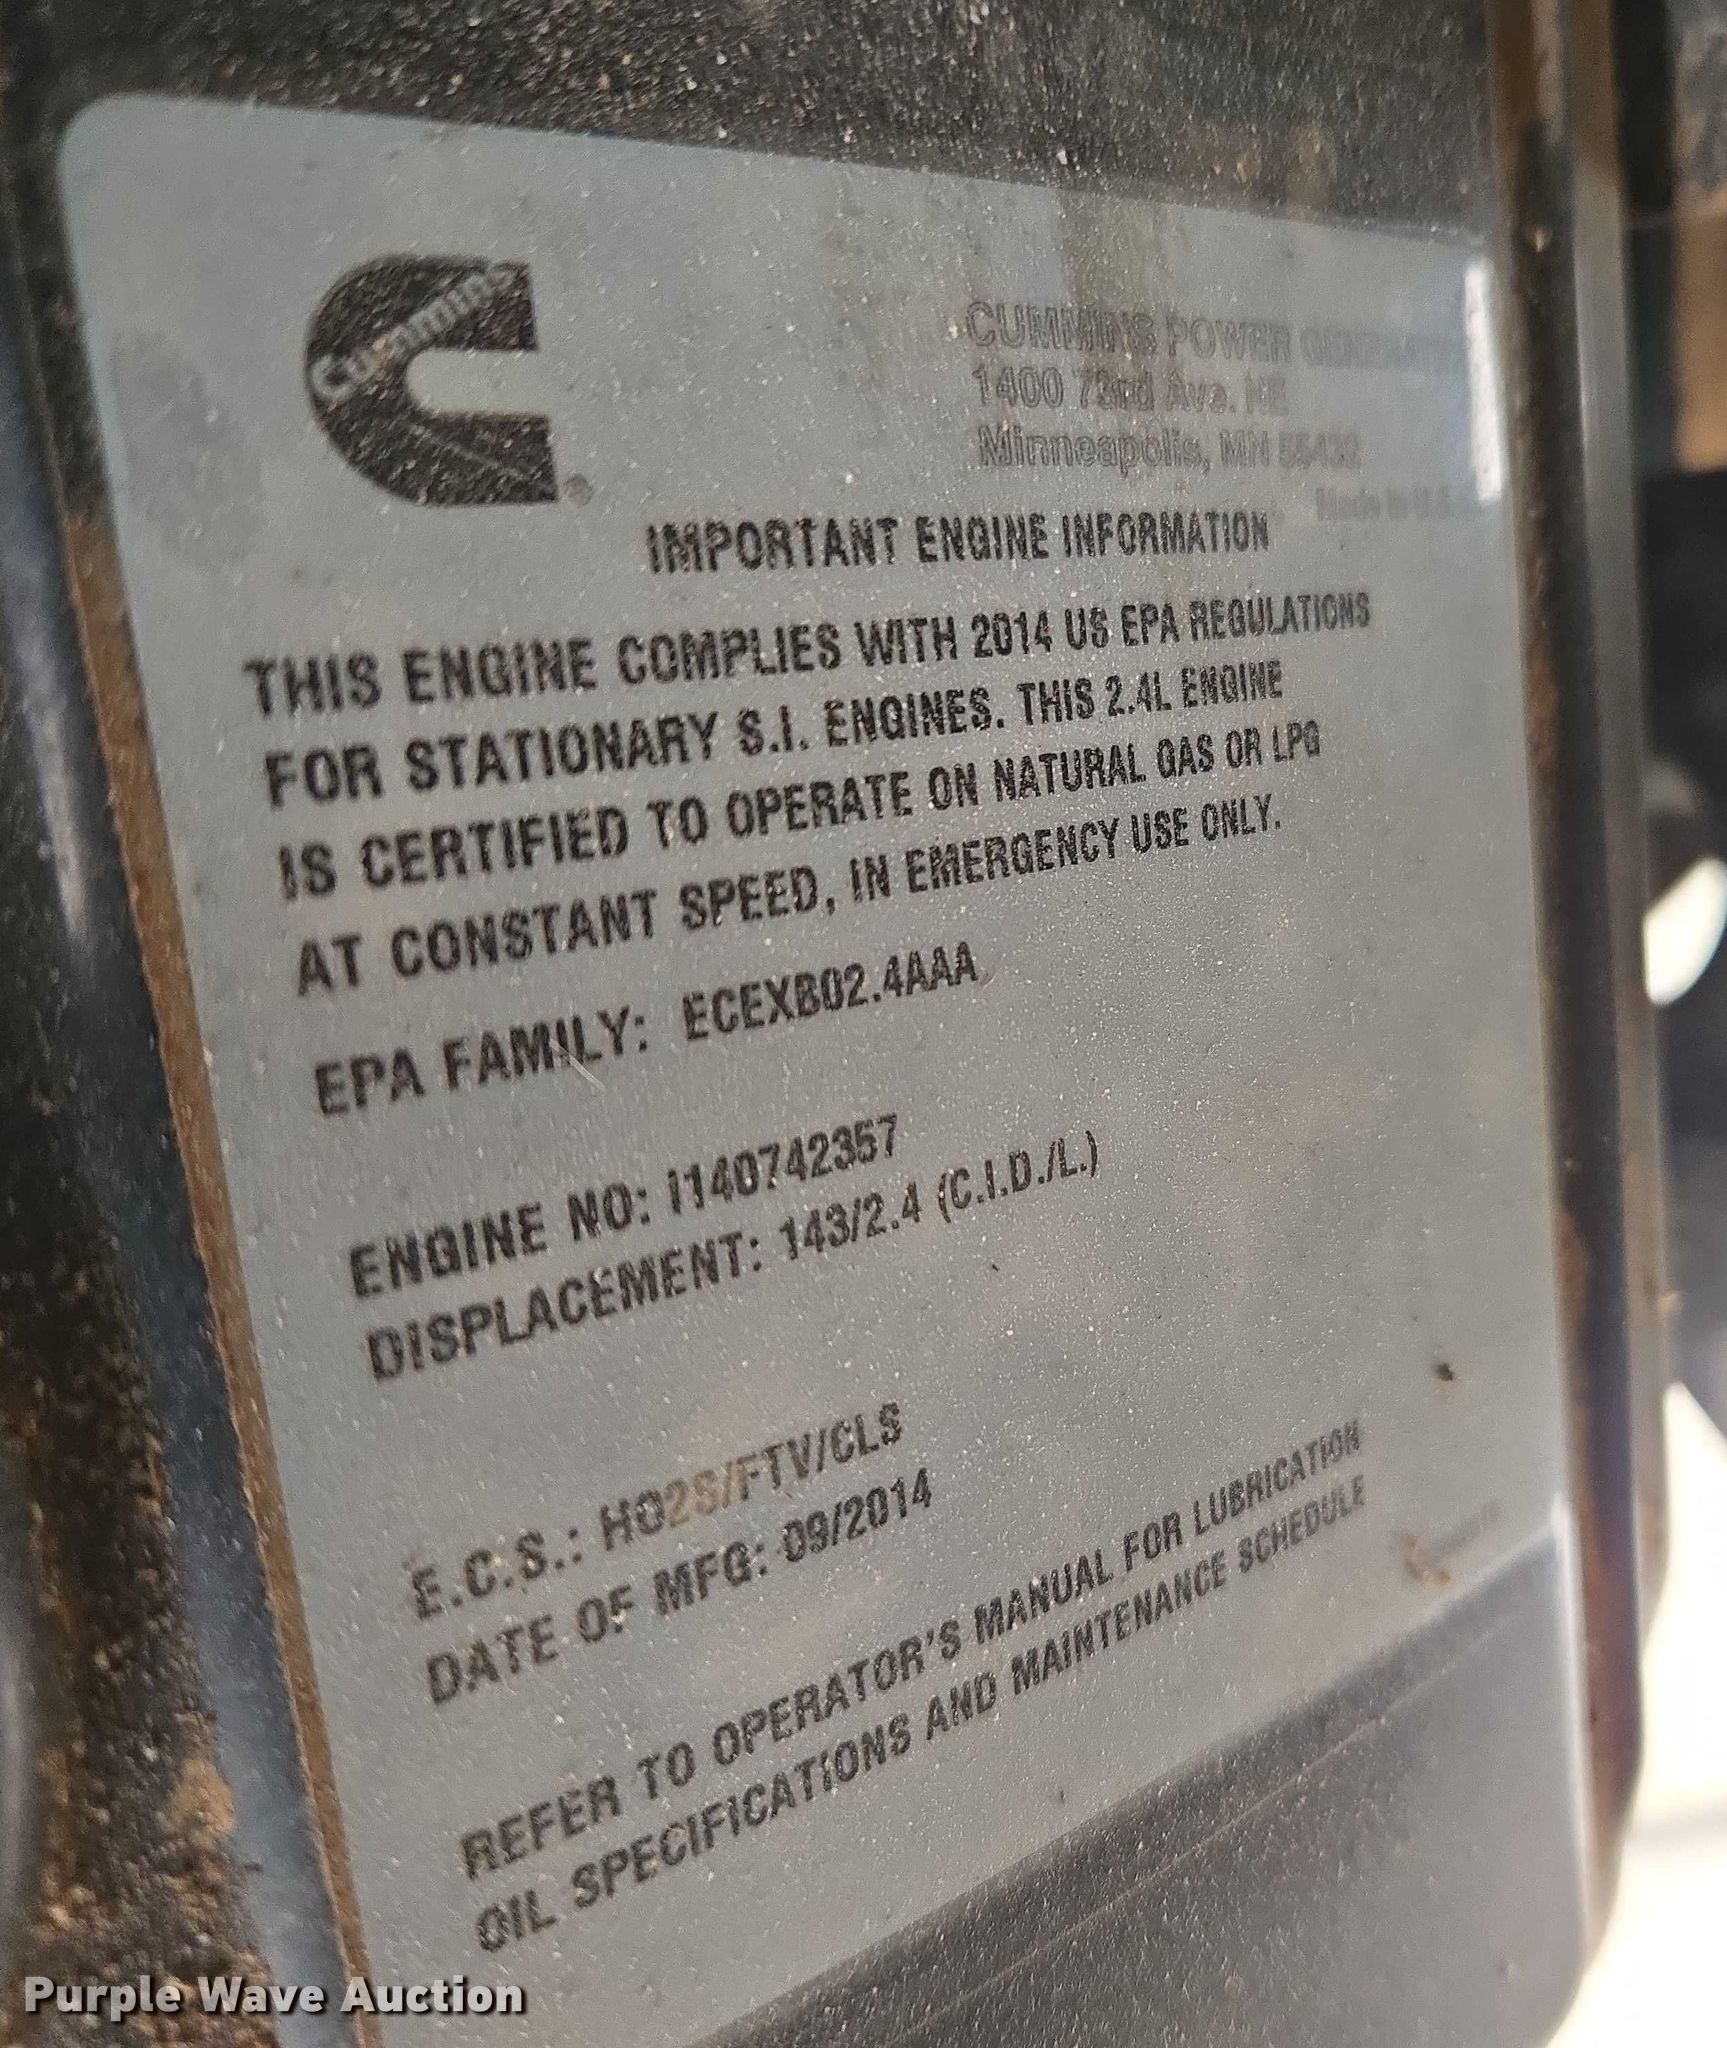 Cummins
®
CUMMINS POWER GENERATION
1400 73rd Ave. NE
Minneapolis, MN 55432
Made in U.S.A.
IMPORTANT ENGINE INFORMATION
THIS ENGINE COMPLIES WITH 2014 US EPA REGULATIONS
FOR STATIONARY S.I. ENGINES. THIS 2.4L ENGINE
IS CERTIFIED TO OPERATE ON NATURAL GAS OR LPG
AT CONSTANT SPEED, IN EMERGENCY USE ONLY.
EPA FAMILY: ECEXB02.4AAA
ENGINE NO: I140742357
DISPLACEMENT: 143/2.4 (C.I.D./L.)
E.C.S.: HO2S/FTV/CLS
DATE OF MFG: 09/2014
REFER TO OPERATOR'S MANUAL FOR LUBRICATION
OIL SPECIFICATIONS AND MAINTENANCE SCHEDULE
Purple Wave Auction